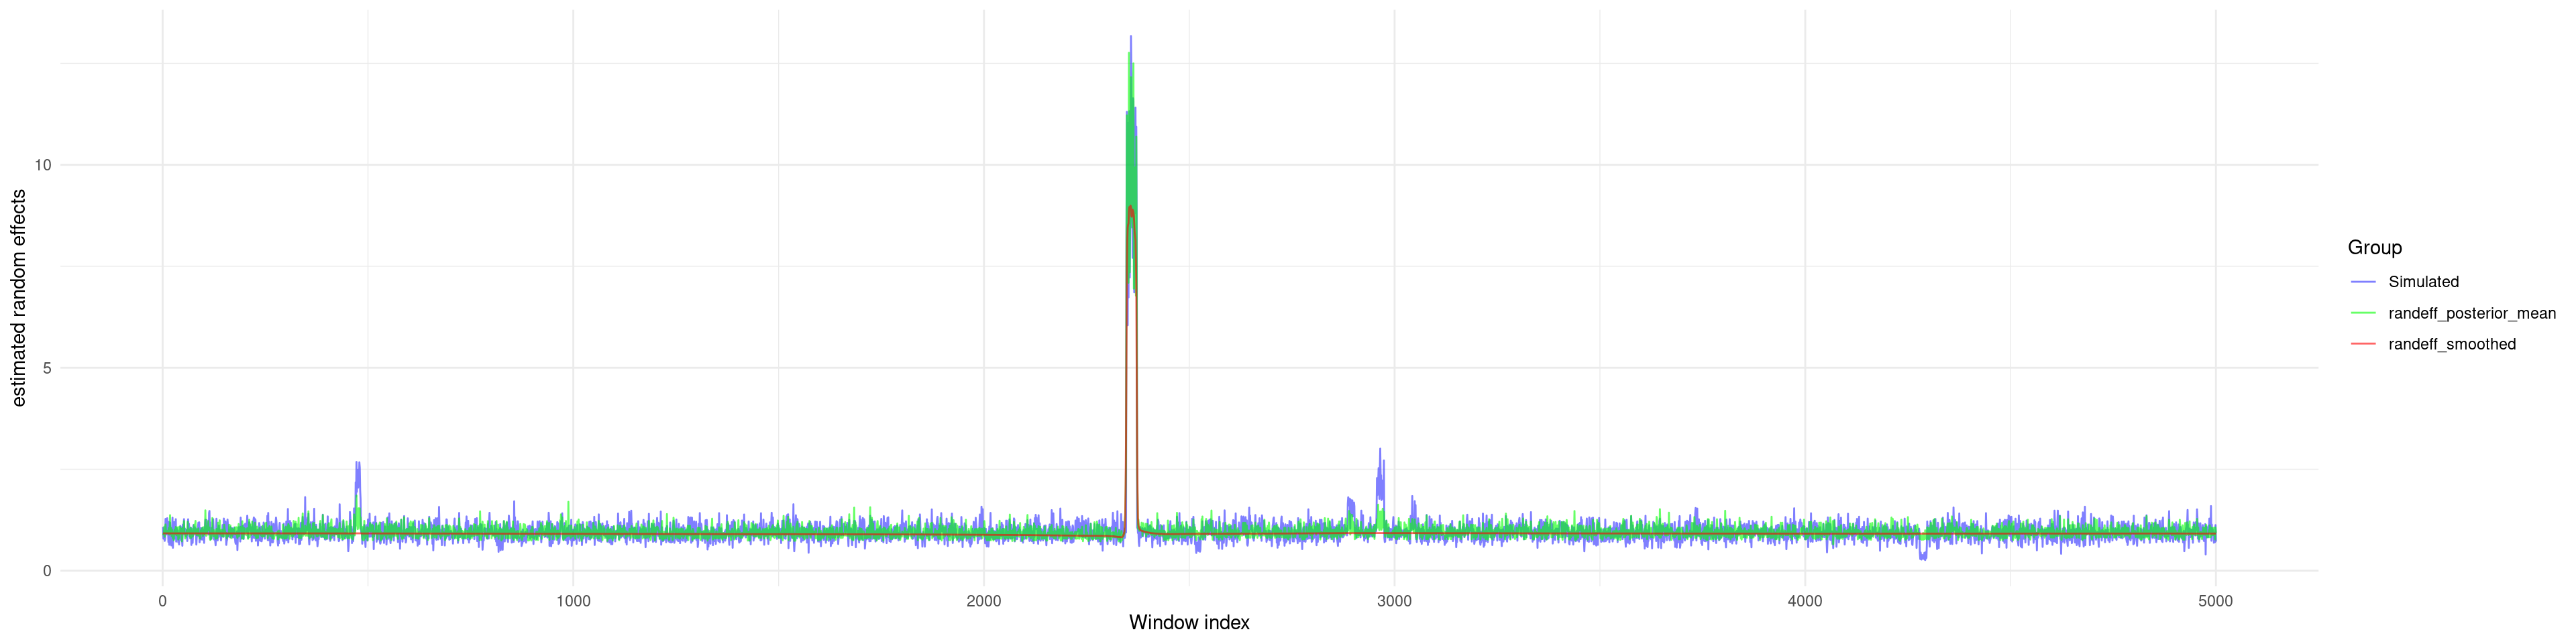 estimated random effects
10
5
0
0
1000
2000
3000
4000
5000
Window index
Group
Simulated
randeff_posterior_mean
randeff_smoothed